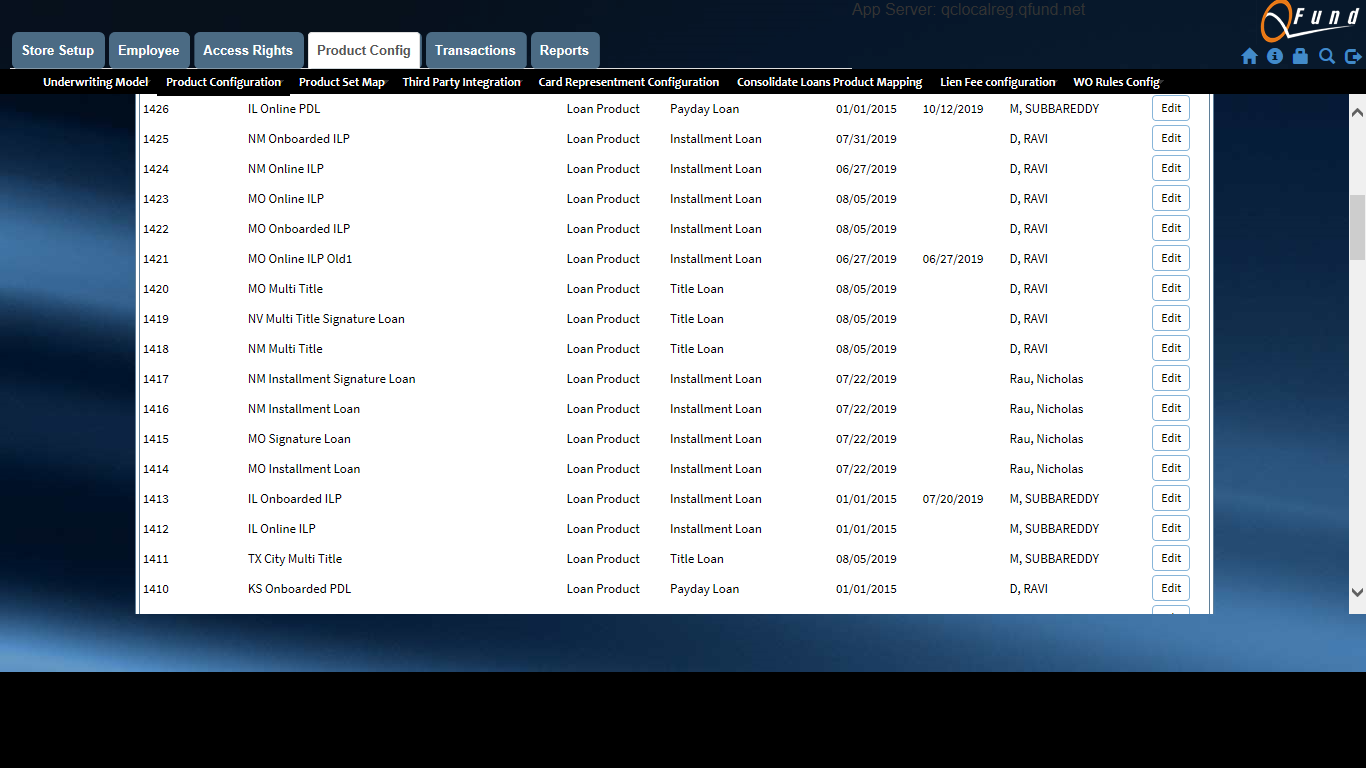 App Server: qclocalreg.qfund.net
QFund
Store Setup Employee Access Rights Product Config Transactions Reports
Underwriting Model Product Configuration Product Set Map Third Party Integration Card Representment Configuration Consolidate Loans Product Mapping Lien Fee configuration WO Rules Config
1426 IL Online PDL Loan Product Payday Loan 01/01/2015 10/12/2019 M, SUBBAREDDY Edit
1425 NM Onboarded ILP Loan Product Installment Loan 07/31/2019 D, RAVI Edit
1424 NM Online ILP Loan Product Installment Loan 06/27/2019 D, RAVI Edit
1423 MO Online ILP Loan Product Installment Loan 08/05/2019 D, RAVI Edit
1422 MO Onboarded ILP Loan Product Installment Loan 08/05/2019 D, RAVI Edit
1421 MO Online ILP Old1 Loan Product Installment Loan 06/27/2019 06/27/2019 D, RAVI Edit
1420 MO Multi Title Loan Product Title Loan 08/05/2019 D, RAVI Edit
1419 NV Multi Title Signature Loan Loan Product Title Loan 08/05/2019 D, RAVI Edit
1418 NM Multi Title Loan Product Title Loan 08/05/2019 D, RAVI Edit
1417 NM Installment Signature Loan Loan Product Installment Loan 07/22/2019 Rau, Nicholas Edit
1416 NM Installment Loan Loan Product Installment Loan 07/22/2019 Rau, Nicholas Edit
1415 MO Signature Loan Loan Product Installment Loan 07/22/2019 Rau, Nicholas Edit
1414 MO Installment Loan Loan Product Installment Loan 07/22/2019 Rau, Nicholas Edit
1413 IL Onboarded ILP Loan Product Installment Loan 01/01/2015 07/20/2019 M, SUBBAREDDY Edit
1412 IL Online ILP Loan Product Installment Loan 01/01/2015 M, SUBBAREDDY Edit
1411 TX City Multi Title Loan Product Title Loan 08/05/2019 M, SUBBAREDDY Edit
1410 KS Onboarded PDL Loan Product Payday Loan 01/01/2015 D, RAVI Edit